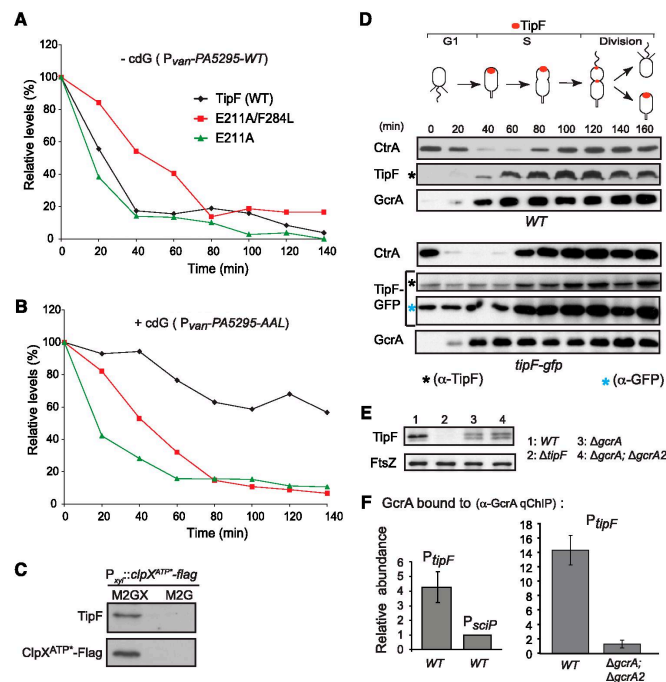 A
- cdG ( Pvan-PA5295-WT)
Relative levels (%)
120
100
80
60
40
20
0
TipF (WT)
E211A/F284L
E211A
0 20 40 60 80 100 120 140
Time (min)
B
+ cdG ( Pvan-PA5295-AAL)
Relative levels (%)
120
100
80
60
40
20
0
0 20 40 60 80 100 120 140
Time (min)
C
Pxyl::clpXATP*-flag
M2GX M2G
TipF
ClpXATP*-Flag
D
TipF
G1 S Division
(min) 0 20 40 60 80 100 120 140 160
CtrA
TipF *
GcrA
WT
CtrA
TipF-GFP * *
GcrA
tipF-gfp
* (α-TipF) * (α-GFP)
E
1 2 3 4
TipF
FtsZ
1: WT 3: ΔgcrA
2: ΔtipF 4: ΔgcrA; ΔgcrA2
F
GcrA bound to (α-GcrA qChIP) :
Relative abundance
6
5
4
3
2
1
0
PtipF
PsciP
WT WT
18
16
14
12
10
8
6
4
2
0
PtipF
WT ΔgcrA;
ΔgcrA2